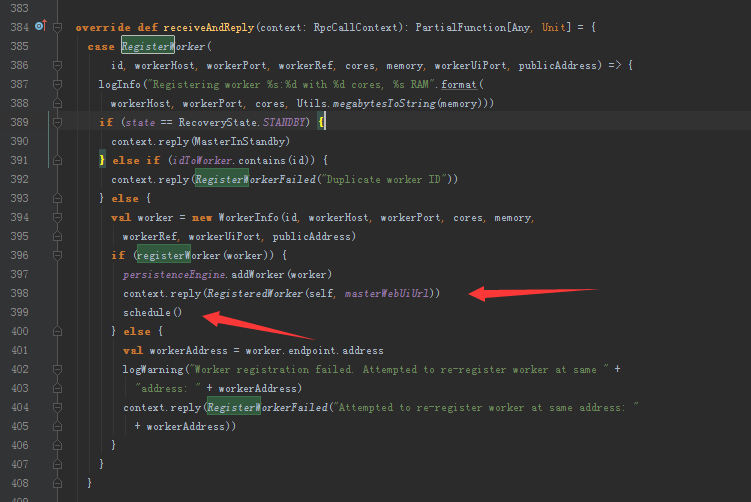 383
384 override def receiveAndReply(context: RpcCallContext): PartialFunction[Any, Unit] = {
385 case RegisterWorker(
386 id, workerHost, workerPort, workerRef, cores, memory, workerUiPort, publicAddress) => {
387 logInfo("Registering worker %s:%d with %d cores, %s RAM".format(
388 workerHost, workerPort, cores, Utils.megabytesToString(memory)))
389 if (state == RecoveryState.STANDBY) {
390 context.reply(MasterInStandby)
391 } else if (idToWorker.contains(id)) {
392 context.reply(RegisterWorkerFailed("Duplicate worker ID"))
393 } else {
394 val worker = new WorkerInfo(id, workerHost, workerPort, cores, memory,
395 workerRef, workerUiPort, publicAddress)
396 if (registerWorker(worker)) {
397 persistenceEngine.addWorker(worker)
398 context.reply(RegisteredWorker(self, masterWebUiUrl))
399 schedule()
400 } else {
401 val workerAddress = worker.endpoint.address
402 logWarning("Worker registration failed. Attempted to re-register worker at same " +
403 "address: " + workerAddress)
404 context.reply(RegisterWorkerFailed("Attempted to re-register worker at same address: "
405 + workerAddress))
406 }
407 }
408 }